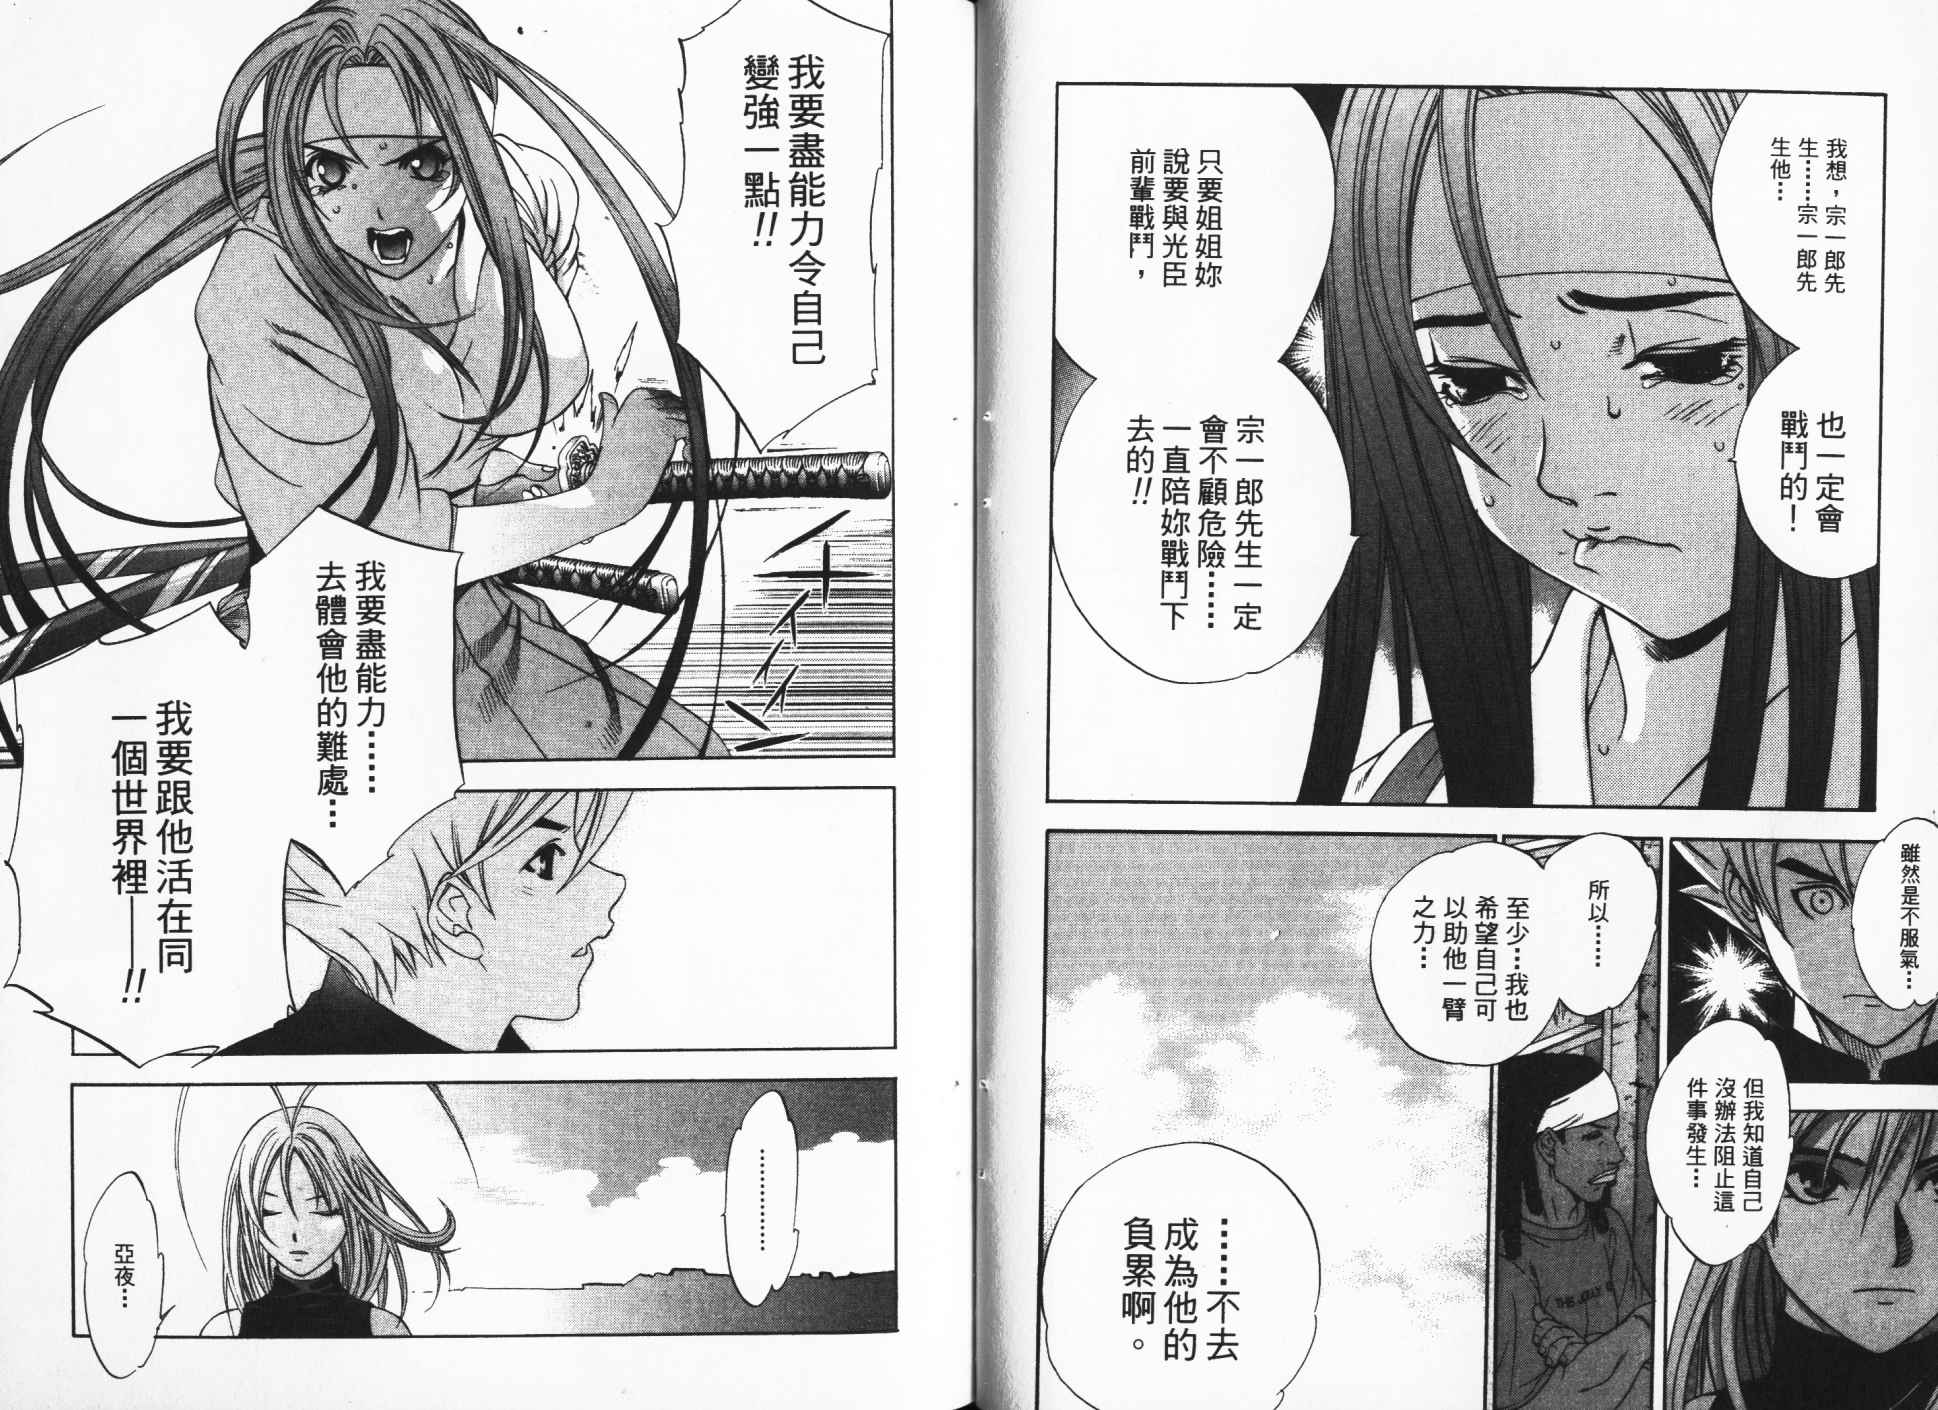 我想，宗一郎先
生……宗一郎先
生他…
也一定會
戰鬥的！
只要姐姐妳
說要與光臣
前輩戰鬥，
宗一郎先生一定
會不顧危險……
一直陪妳戰鬥下
去的!!
雖然是不服氣…
但我知道自己
沒辦法阻止這
件事發生…
所以……
至少…我也
希望自己可
以助他一臂
之力…
……不去
成為他的
負累啊。
我要盡能力令自己
變強一點!!
我要盡能力……
去體會他的難處…
我要跟他活在同
一個世界裡——!!
…………
亞夜…